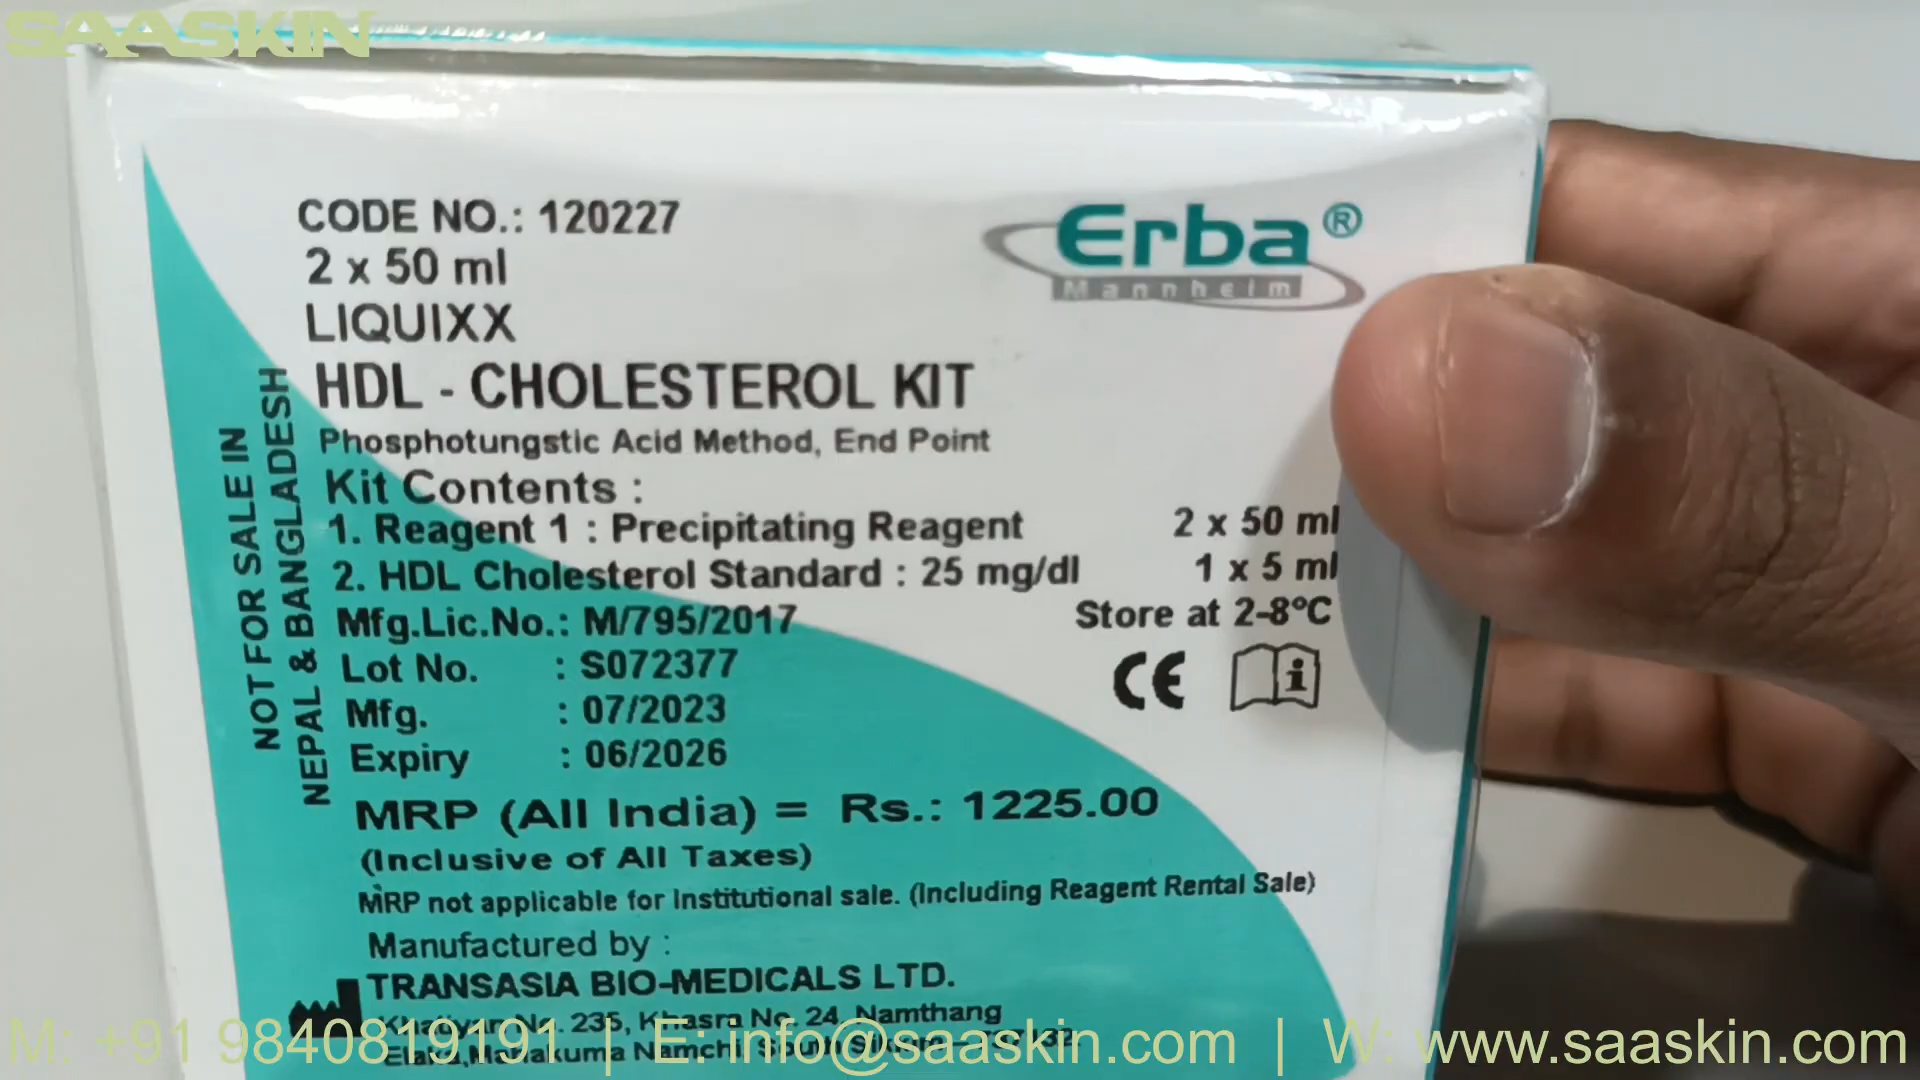 SAASKIN
CODE NO.: 120227
Erba®
Mannheim
2 x 50 ml
LIQUIXX
HDL - CHOLESTEROL KIT
Phosphotungstic Acid Method, End Point
Kit Contents :
1. Reagent 1 : Precipitating Reagent 2 x 50 ml
2. HDL Cholesterol Standard : 25 mg/dl 1 x 5 ml
Mfg.Lic.No.: M/795/2017 Store at 2-8°C
Lot No. : S072377
CE
Mfg. : 07/2023
Expiry : 06/2026
NOT FOR SALE IN
NEPAL & BANGLADESH
MRP (All India) = Rs.: 1225.00
(Inclusive of All Taxes)
MRP not applicable for Institutional sale. (Including Reagent Rental Sale)
Manufactured by :
TRANSASIA BIO-MEDICALS LTD.
235, Khasra No. 24, Namthang
M: +91 9840819191 | E: info@saaskin.com | W: www.saaskin.com